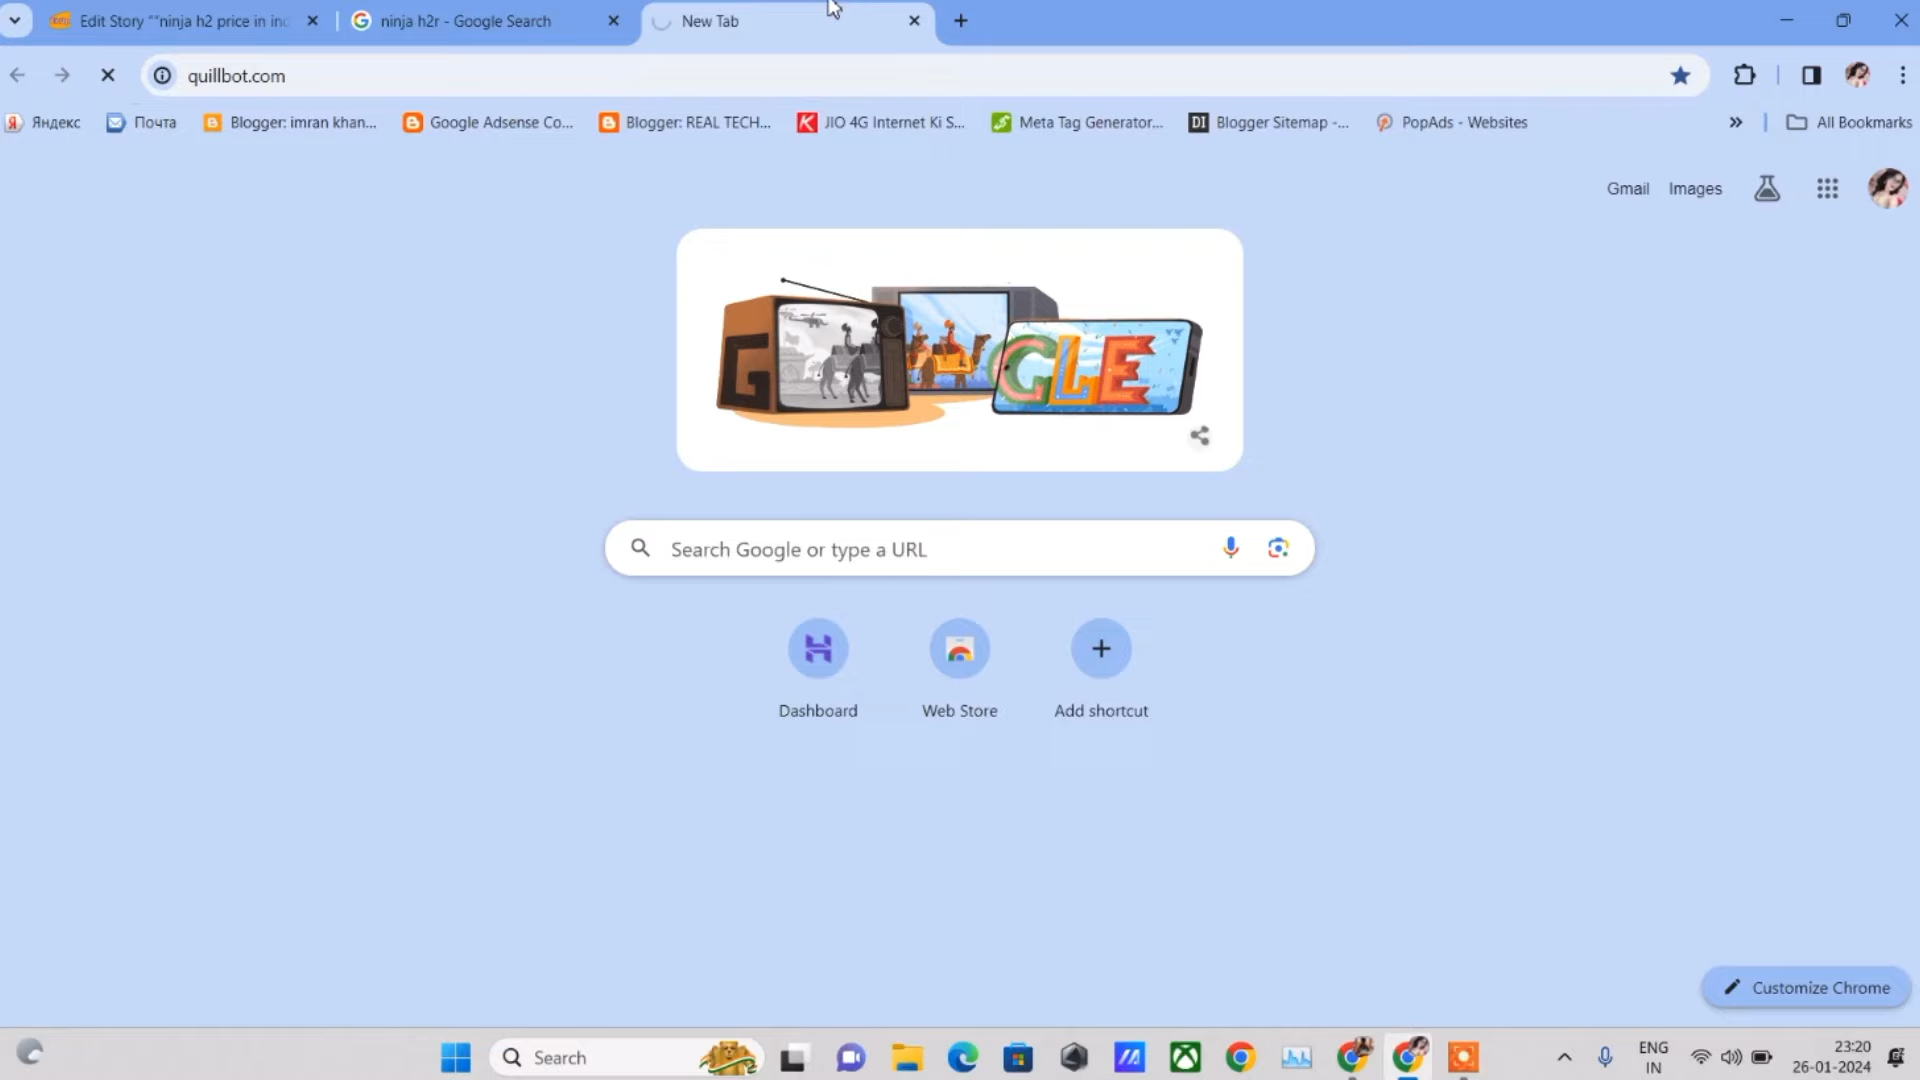 Edit Story ""ninja h2 price in inc
ninja h2r - Google Search
New Tab
quillbot.com
Яндекс
Почта
Blogger: imran khan...
Google Adsense Co...
Blogger: REAL TECH...
JIO 4G Internet Ki S...
Meta Tag Generator...
DI
Blogger Sitemap -...
PopAds - Websites
All Bookmarks
Gmail
Images
G
GLE
Search Google or type a URL
Dashboard
Web Store
Add shortcut
Customize Chrome
Search
ENG
IN
23:20
26-01-2024